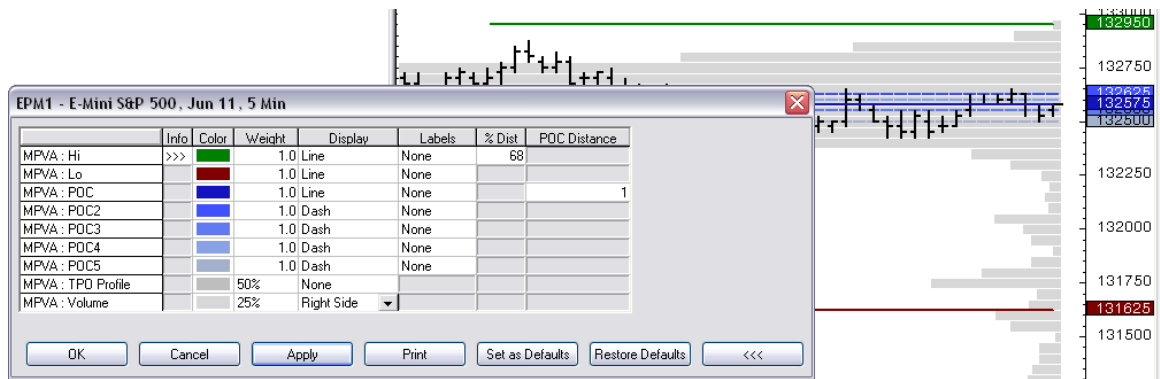 133000
132950
132750
132625
132575
132500
132250
132000
131750
131625
131500
EPM1 - E-Mini S&P 500, Jun 11, 5 Min
Info Color Weight Display Labels % Dist POC Distance
MPVA : Hi >>> 1.0 Line None 68
MPVA : Lo 1.0 Line None
MPVA : POC 1.0 Line None 1
MPVA : POC2 1.0 Dash None
MPVA : POC3 1.0 Dash None
MPVA : POC4 1.0 Dash None
MPVA : POC5 1.0 Dash None
MPVA : TPO Profile 50% None
MPVA : Volume 25% Right Side
OK Cancel Apply Print Set as Defaults Restore Defaults <<<